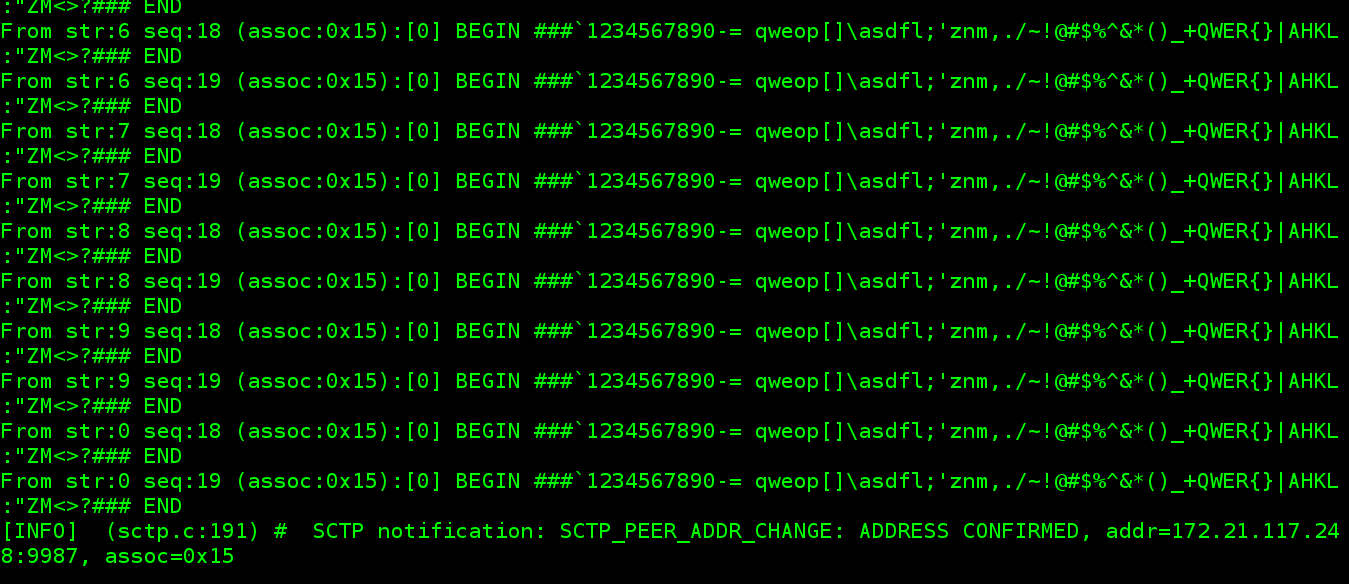 :"ZM<>?### END
From str:6 seq:18 (assoc:0x15):[0] BEGIN ###`1234567890-= qweop[]\asdfl;'znm,./~!@#$%^&*()_+QWER{}|AHKL
:"ZM<>?### END
From str:6 seq:19 (assoc:0x15):[0] BEGIN ###`1234567890-= qweop[]\asdfl;'znm,./~!@#$%^&*()_+QWER{}|AHKL
:"ZM<>?### END
From str:7 seq:18 (assoc:0x15):[0] BEGIN ###`1234567890-= qweop[]\asdfl;'znm,./~!@#$%^&*()_+QWER{}|AHKL
:"ZM<>?### END
From str:7 seq:19 (assoc:0x15):[0] BEGIN ###`1234567890-= qweop[]\asdfl;'znm,./~!@#$%^&*()_+QWER{}|AHKL
:"ZM<>?### END
From str:8 seq:18 (assoc:0x15):[0] BEGIN ###`1234567890-= qweop[]\asdfl;'znm,./~!@#$%^&*()_+QWER{}|AHKL
:"ZM<>?### END
From str:8 seq:19 (assoc:0x15):[0] BEGIN ###`1234567890-= qweop[]\asdfl;'znm,./~!@#$%^&*()_+QWER{}|AHKL
:"ZM<>?### END
From str:9 seq:18 (assoc:0x15):[0] BEGIN ###`1234567890-= qweop[]\asdfl;'znm,./~!@#$%^&*()_+QWER{}|AHKL
:"ZM<>?### END
From str:9 seq:19 (assoc:0x15):[0] BEGIN ###`1234567890-= qweop[]\asdfl;'znm,./~!@#$%^&*()_+QWER{}|AHKL
:"ZM<>?### END
From str:0 seq:18 (assoc:0x15):[0] BEGIN ###`1234567890-= qweop[]\asdfl;'znm,./~!@#$%^&*()_+QWER{}|AHKL
:"ZM<>?### END
From str:0 seq:19 (assoc:0x15):[0] BEGIN ###`1234567890-= qweop[]\asdfl;'znm,./~!@#$%^&*()_+QWER{}|AHKL
:"ZM<>?### END
[INFO]  (sctp.c:191) #  SCTP notification: SCTP_PEER_ADDR_CHANGE: ADDRESS CONFIRMED, addr=172.21.117.24
8:9987, assoc=0x15